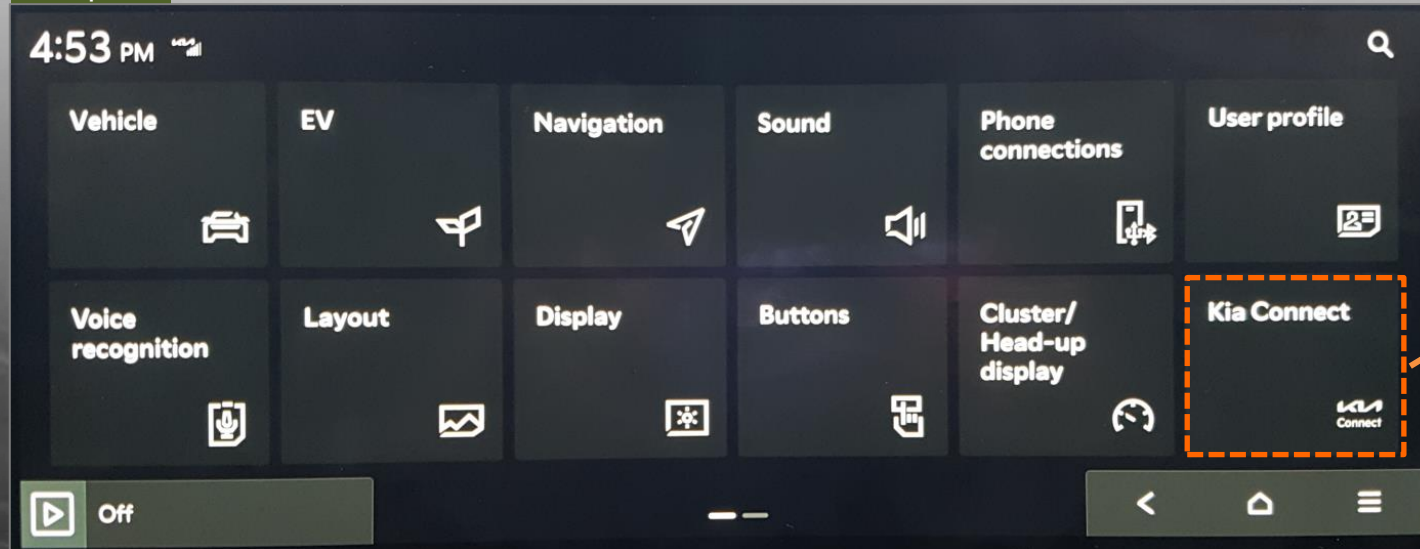 4:53 PM
Vehicle
EV
Navigation
Sound
Phone
connections
User profile
Voice
recognition
Layout
Display
Buttons
Cluster/
Head-up
display
Kia Connect
Connect
Off